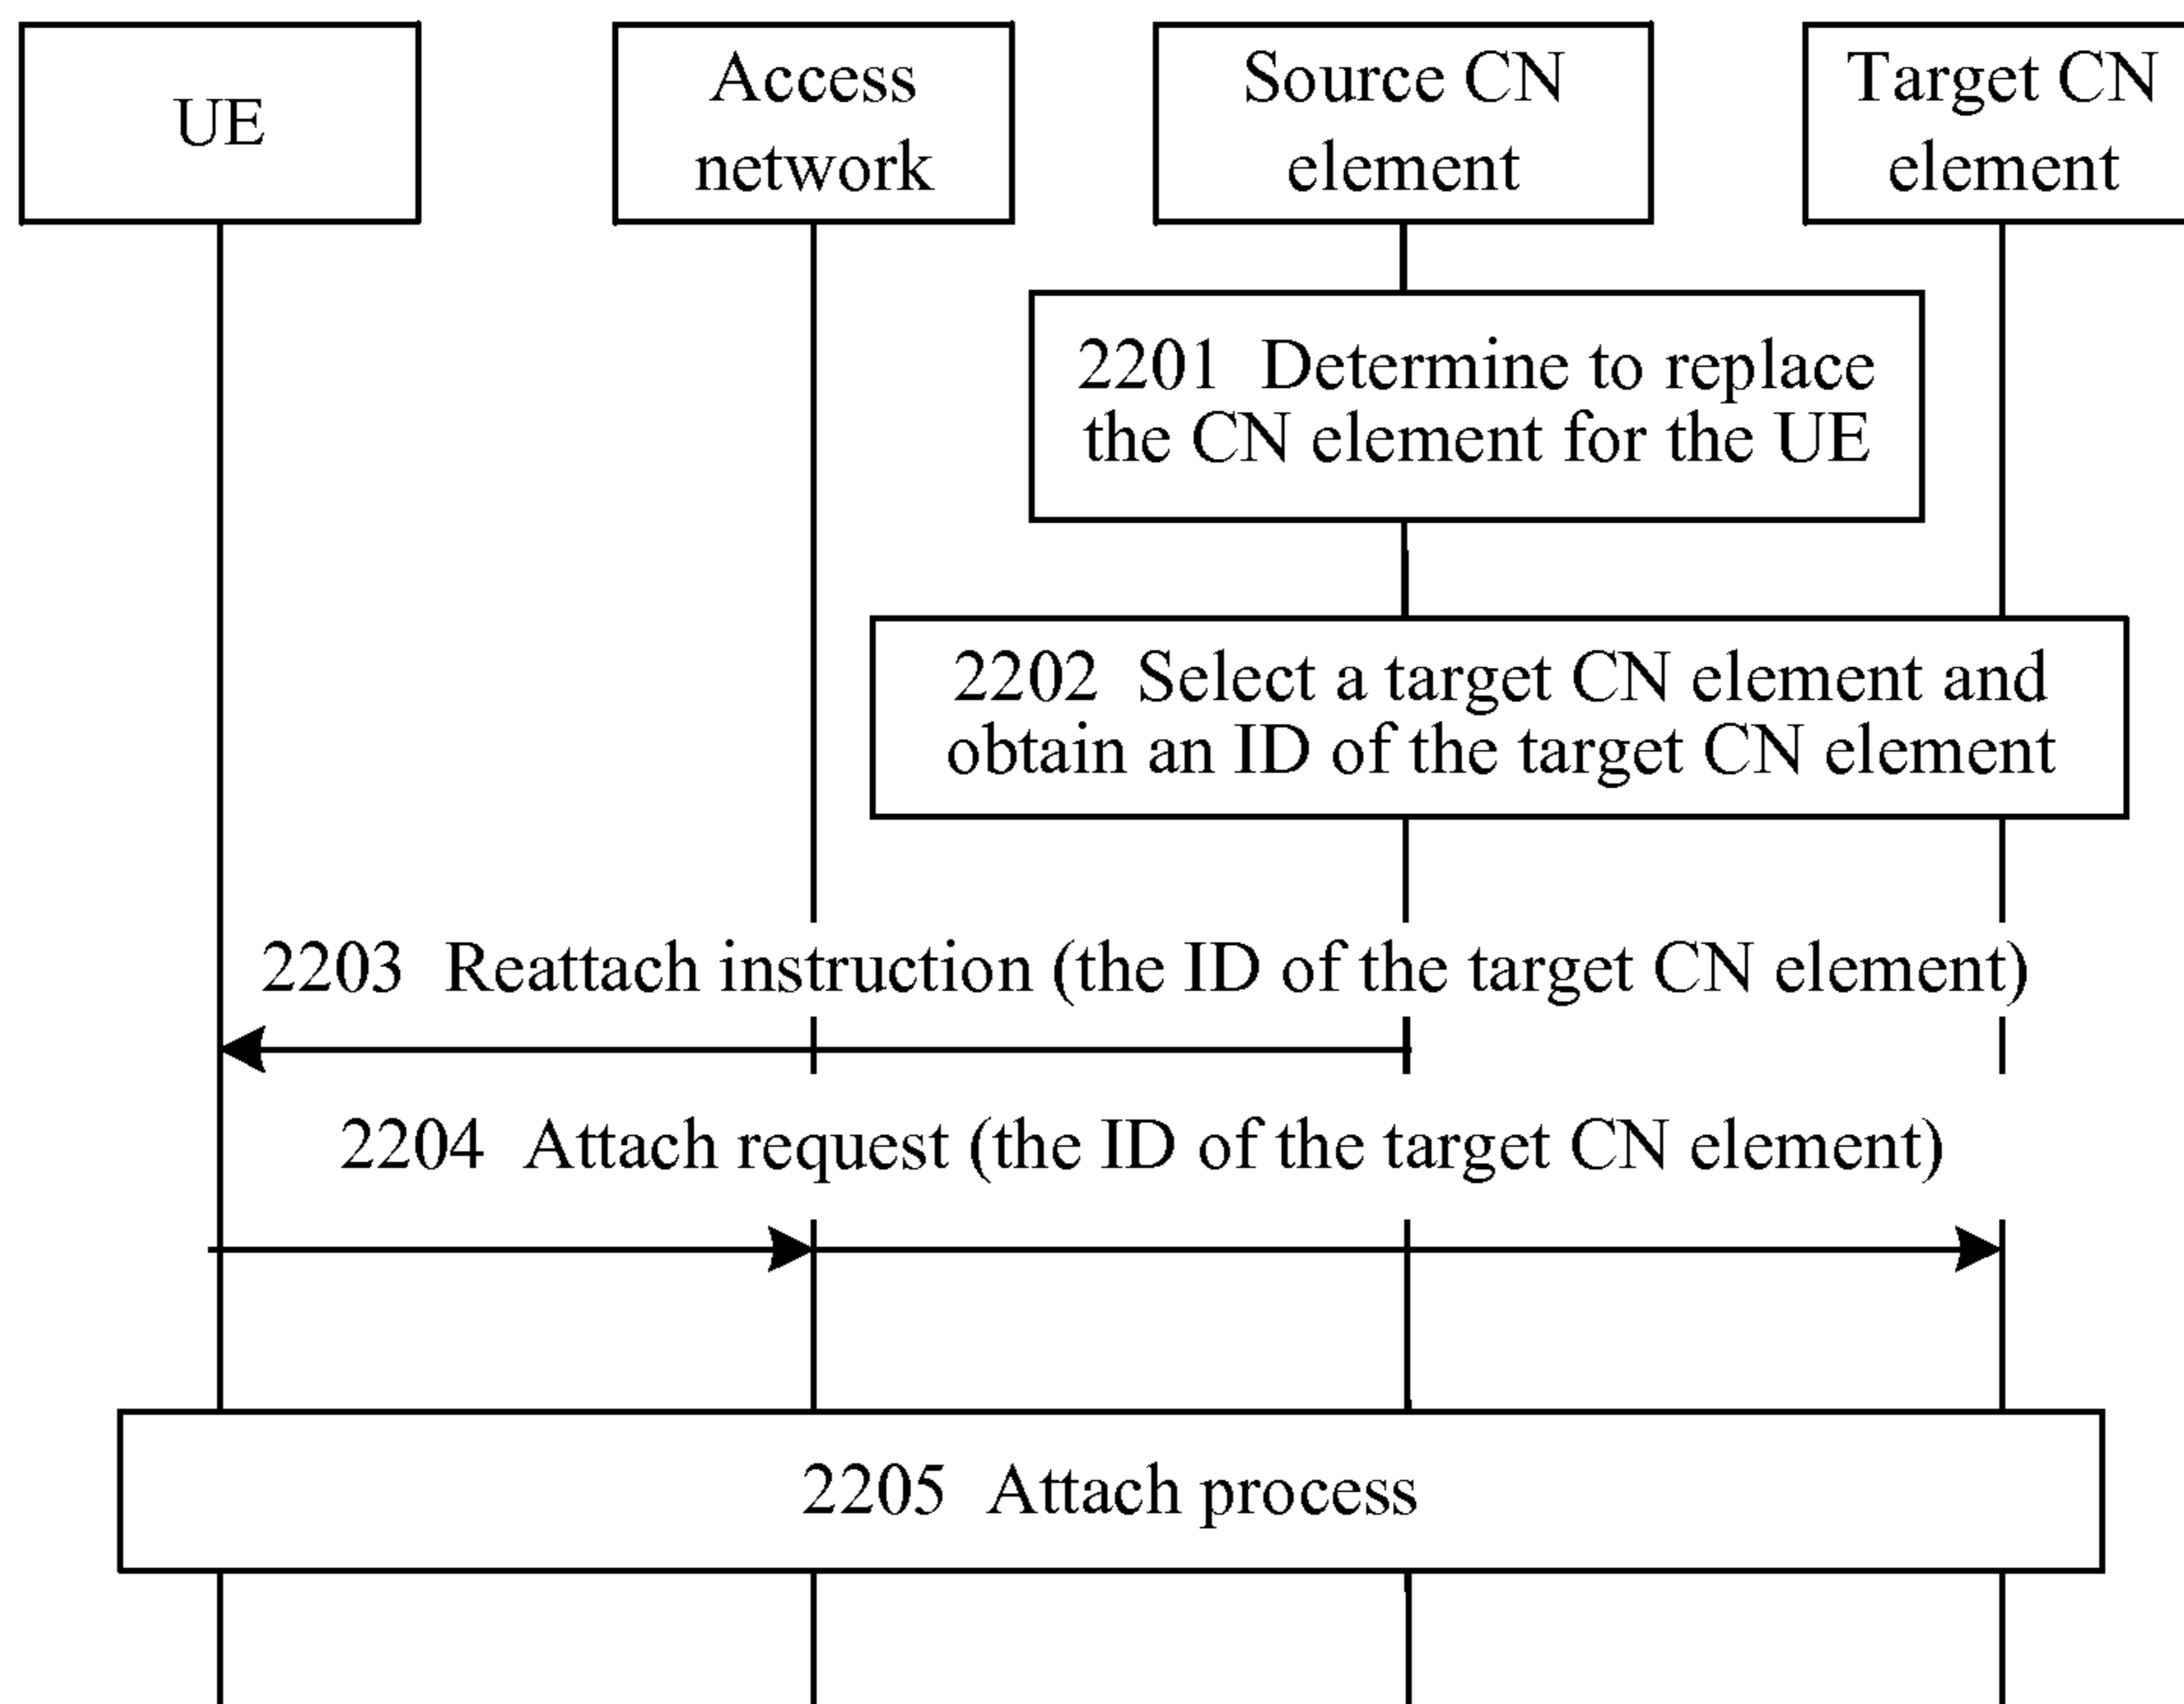 UE
Access
network
Source CN
element
Target CN
element
2201 Determine to replace
the CN element for the UE
2202 Select a target CN element and
obtain an ID of the target CN element
2203 Reattach instruction (the ID of the target CN element)
2204 Attach request (the ID of the target CN element)
2205 Attach process